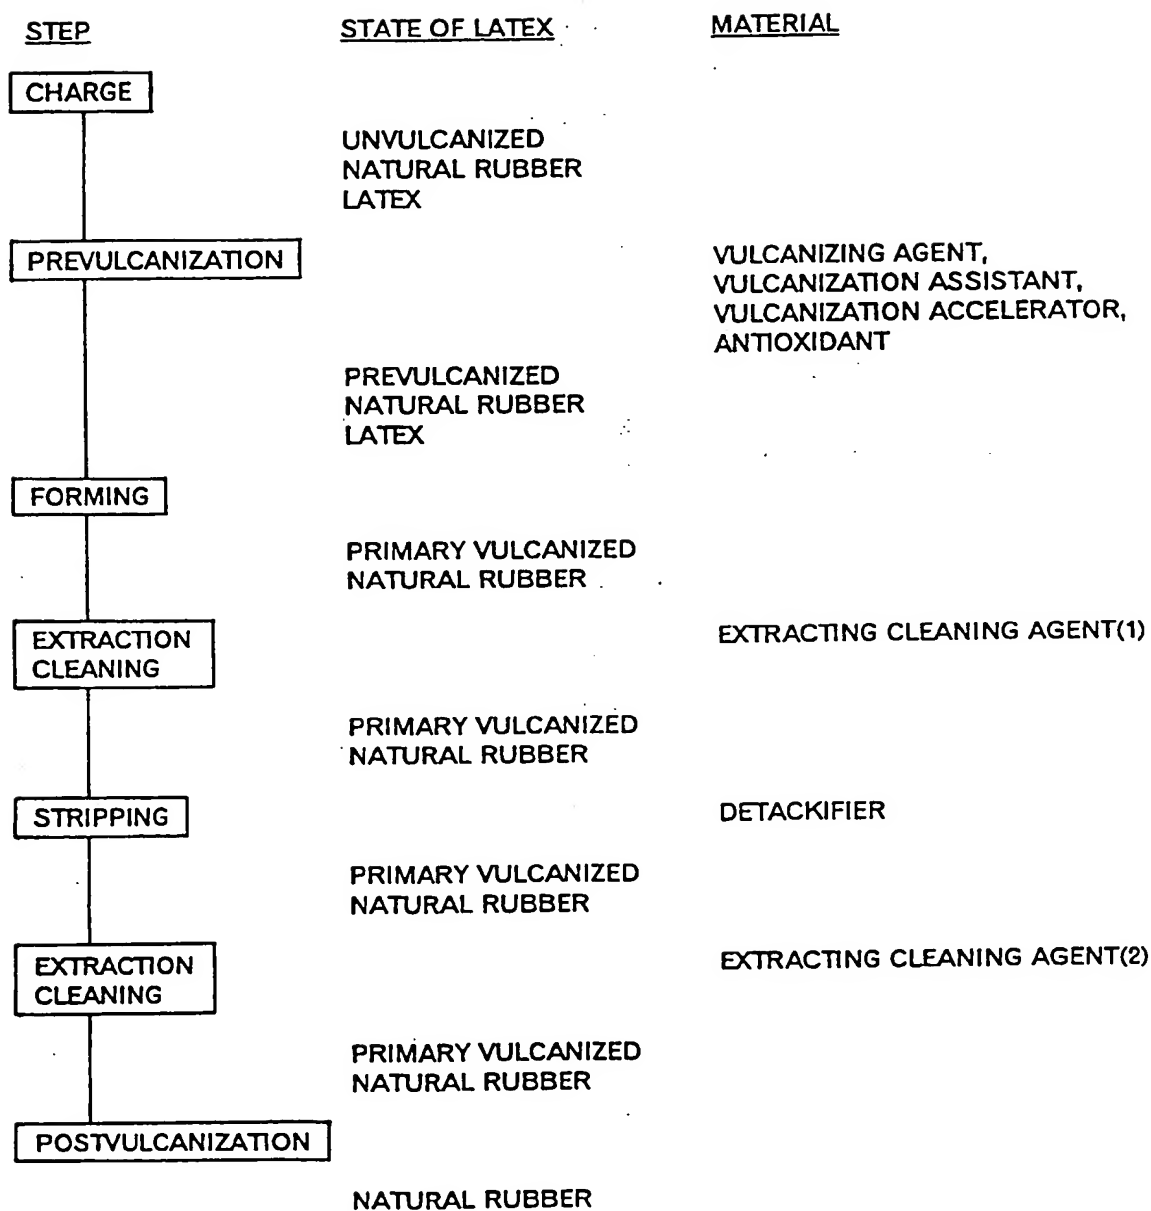 STEP STATE OF LATEX MATERIAL
CHARGE
UNVULCANIZED
NATURAL RUBBER
LATEX
PREVULCANIZATION VULCANIZING AGENT,
VULCANIZATION ASSISTANT,
VULCANIZATION ACCELERATOR,
ANTIOXIDANT
PREVULCANIZED
NATURAL RUBBER
LATEX
FORMING
PRIMARY VULCANIZED
NATURAL RUBBER
EXTRACTION EXTRACTING CLEANING AGENT(1)
CLEANING
PRIMARY VULCANIZED
NATURAL RUBBER
STRIPPING DETACKIFIER
PRIMARY VULCANIZED
NATURAL RUBBER
EXTRACTION EXTRACTING CLEANING AGENT(2)
CLEANING
PRIMARY VULCANIZED
NATURAL RUBBER
POSTVULCANIZATION
NATURAL RUBBER